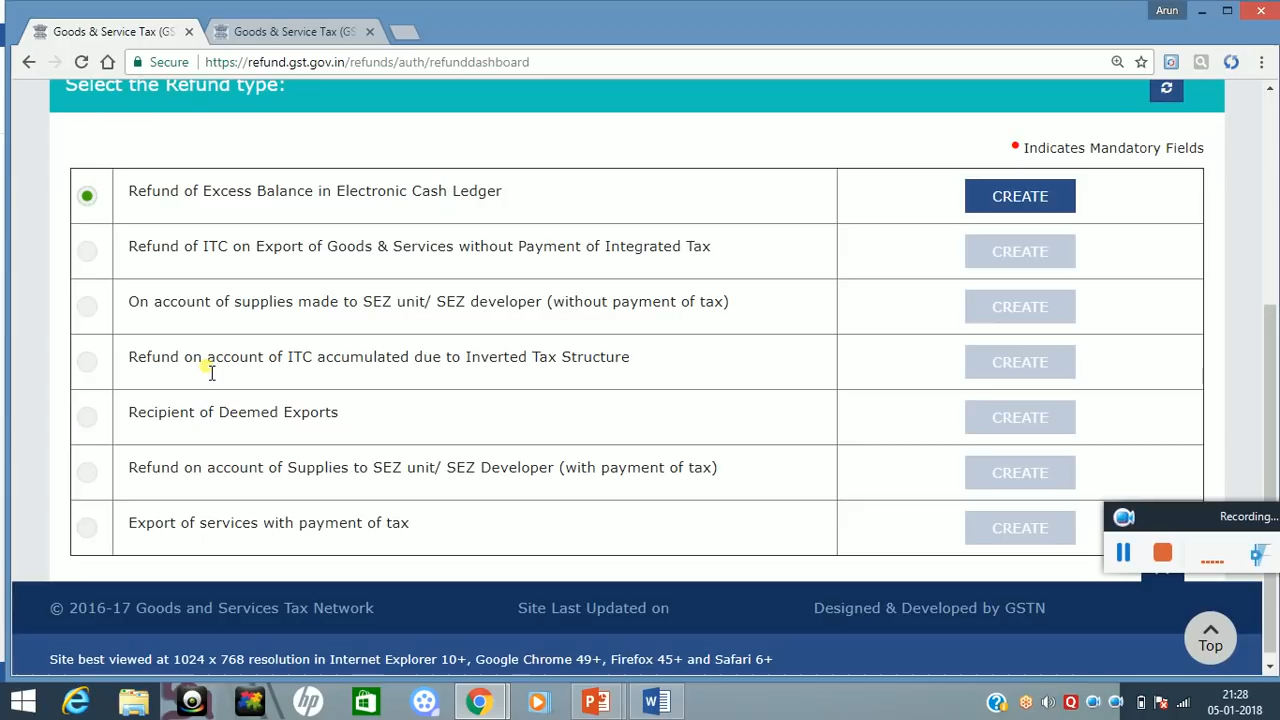 Arun
Goods & Service Tax (GS
Goods & Service Tax (GS
Secure
https://refund.gst.gov.in/refunds/auth/refunddashboard
Select the Refund type:
Indicates Mandatory Fields
Refund of Excess Balance in Electronic Cash Ledger
CREATE
Refund of ITC on Export of Goods & Services without Payment of Integrated Tax
CREATE
On account of supplies made to SEZ unit/ SEZ developer (without payment of tax)
CREATE
Refund on account of ITC accumulated due to Inverted Tax Structure
CREATE
Recipient of Deemed Exports
CREATE
Refund on account of Supplies to SEZ unit/ SEZ Developer (with payment of tax)
CREATE
Export of services with payment of tax
CREATE
Recording...
© 2016-17 Goods and Services Tax Network
Site Last Updated on
Designed & Developed by GSTN
Top
Site best viewed at 1024 x 768 resolution in Internet Explorer 10+, Google Chrome 49+, Firefox 45+ and Safari 6+
21:28
05-01-2018